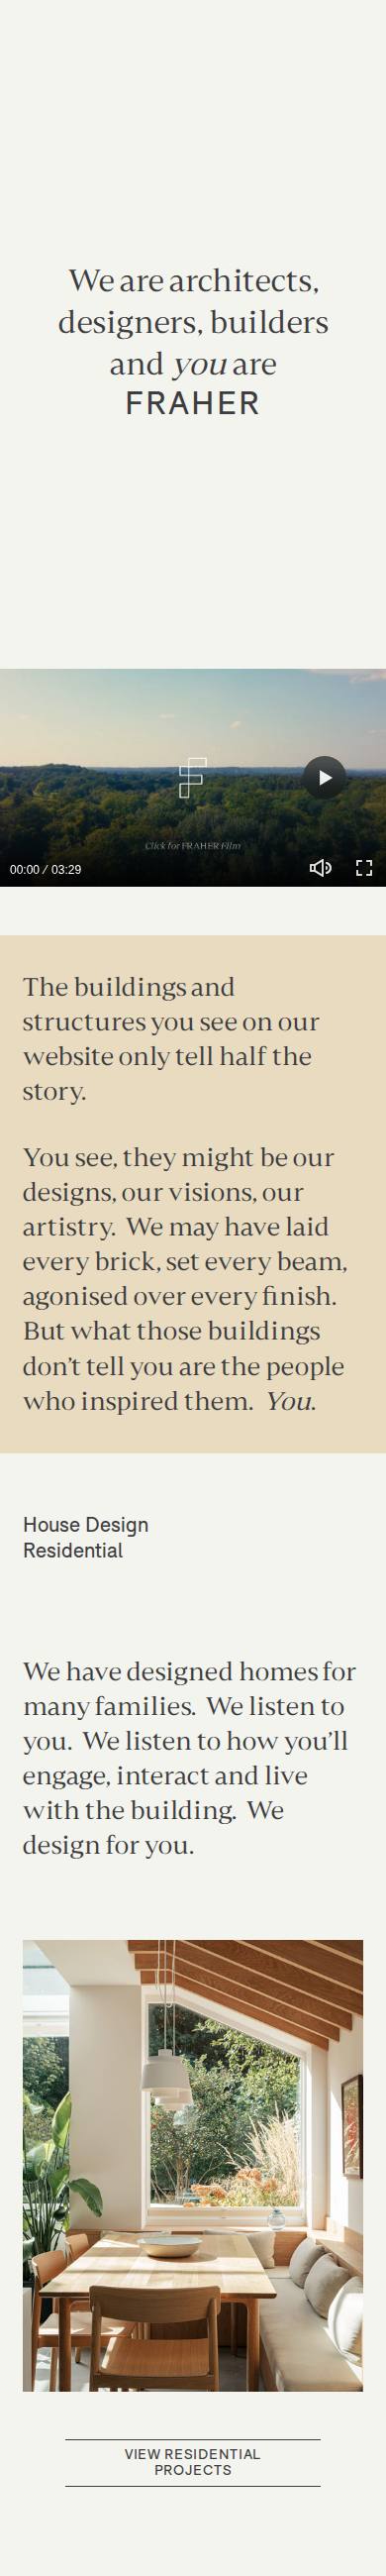 We are architects,
designers, builders
and you are
FRAHER
F
Click for FRAHER Film
00:00 / 03:29
The buildings and
structures you see on our
website only tell half the
story.
You see, they might be our
designs, our visions, our
artistry. We may have laid
every brick, set every beam,
agonised over every finish.
But what those buildings
don’t tell you are the people
who inspired them. You.
House Design
Residential
We have designed homes for
many families. We listen to
you. We listen to how you’ll
engage, interact and live
with the building. We
design for you.
VIEW RESIDENTIAL
PROJECTS